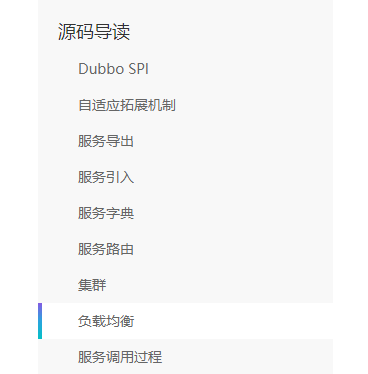 源码导读
Dubbo SPI
自适应拓展机制
服务导出
服务引入
服务字典
服务路由
集群
负载均衡
服务调用过程